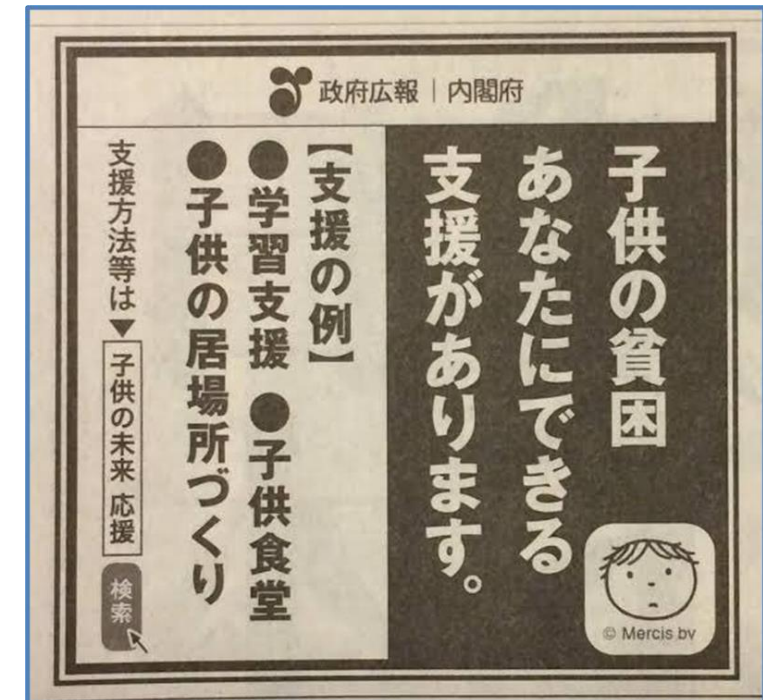 政府広報｜内閣府
子供の貧困
あなたにできる
支援があります。
© Mercis bv
【支援の例】
●学習支援 ●子供食堂
●子供の居場所づくり
支援方法等は▼子供の未来 応援 検索